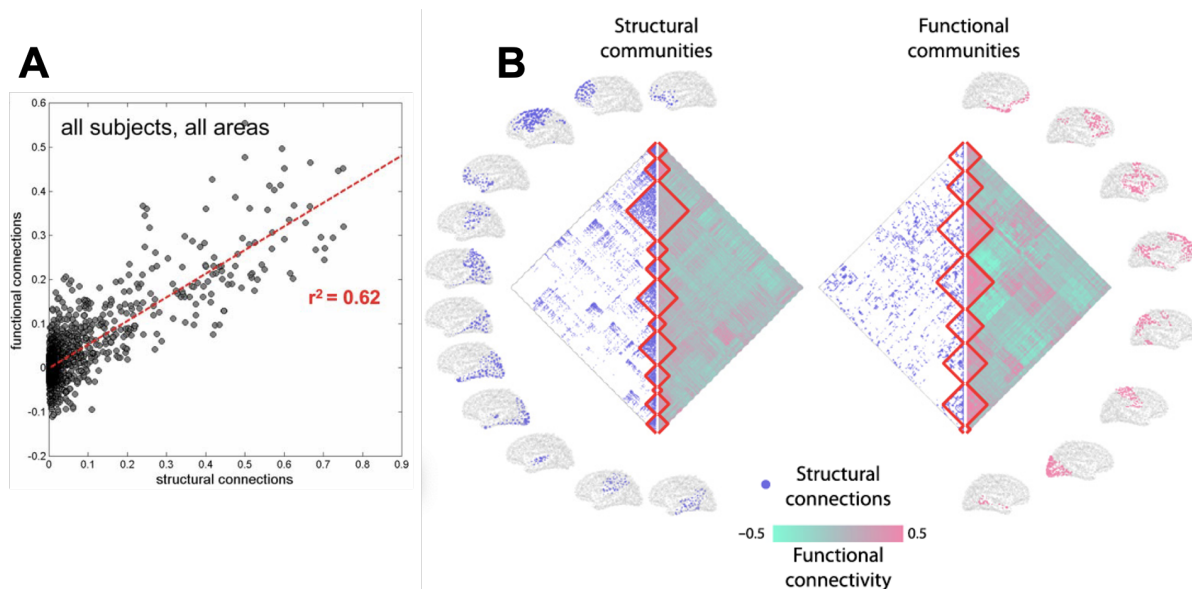 A
all subjects, all areas
r² = 0.62
functional connections
0.6
0.5
0.4
0.3
0.2
0.1
0
-0.1
-0.2
0
0.1
0.2
0.3
0.4
0.5
0.6
0.7
0.8
0.9
structural connections
B
Structural
communities
Functional
communities
Structural
connections
−0.5
0.5
Functional
connectivity